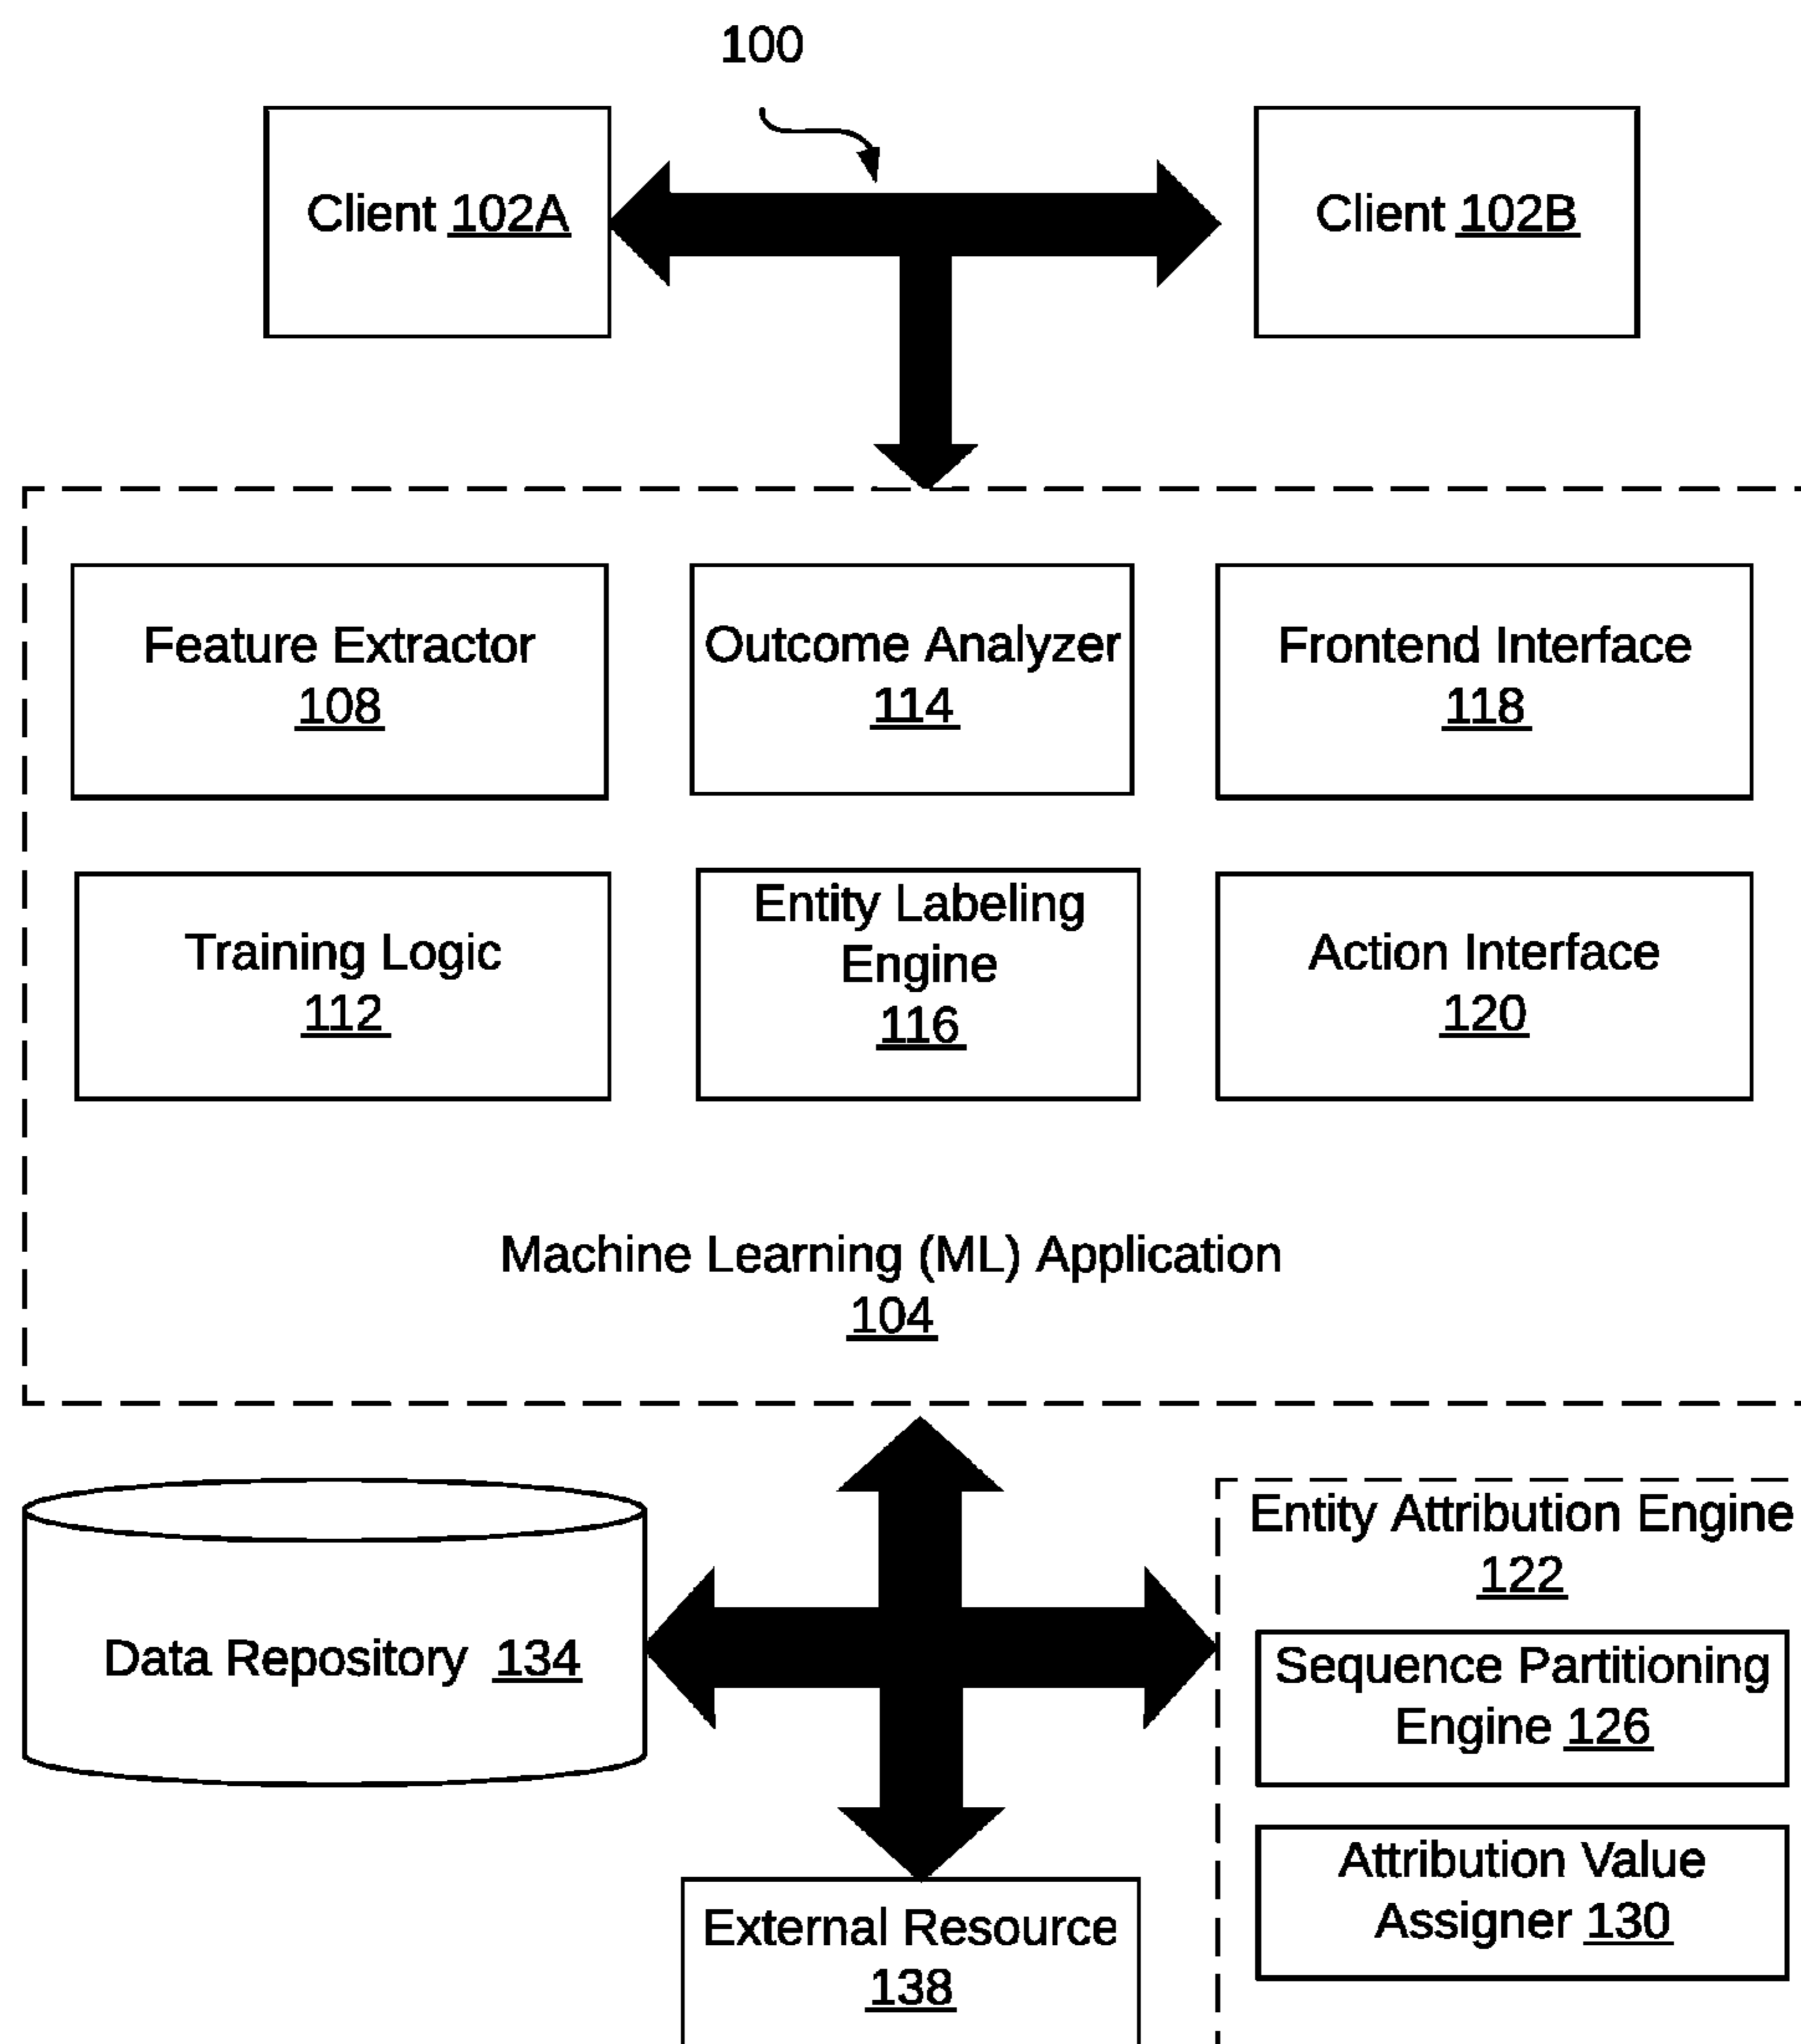 100
Client 102A
Client 102B
Feature Extractor
108
Outcome Analyzer
114
Frontend Interface
118
Training Logic
112
Entity Labeling
Engine
116
Action Interface
120
Machine Learning (ML) Application
104
Data Repository 134
Entity Attribution Engine
122
Sequence Partitioning
Engine 126
Attribution Value
Assigner 130
External Resource
138